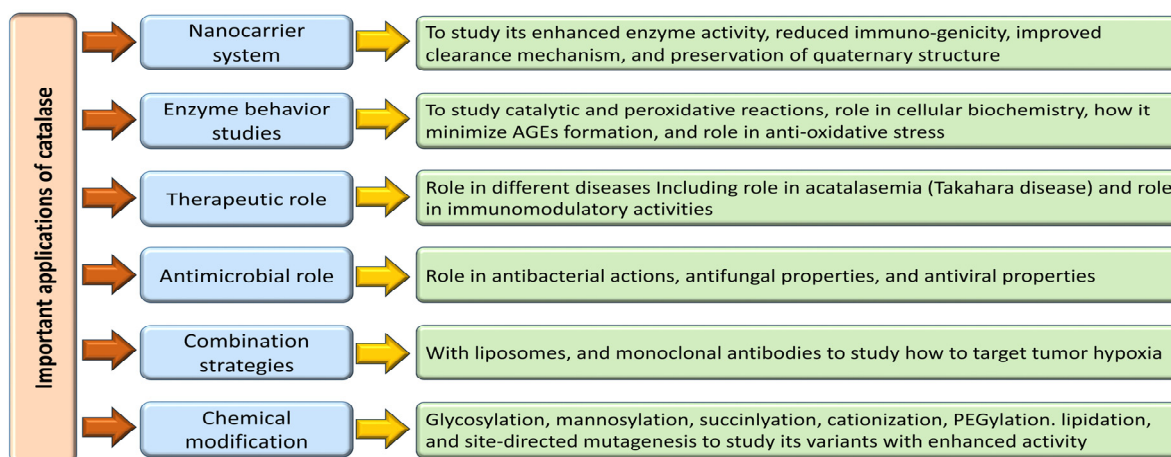 Important applications of catalase
Nanocarrier
system
To study its enhanced enzyme activity, reduced immuno-genicity, improved
clearance mechanism, and preservation of quaternary structure
Enzyme behavior
studies
To study catalytic and peroxidative reactions, role in cellular biochemistry, how it
minimize AGEs formation, and role in anti-oxidative stress
Therapeutic role
Role in different diseases Including role in acatalasemia (Takahara disease) and role
in immunomodulatory activities
Antimicrobial role
Role in antibacterial actions, antifungal properties, and antiviral properties
Combination
strategies
With liposomes, and monoclonal antibodies to study how to target tumor hypoxia
Chemical
modification
Glycosylation, mannosylation, succinlyation, cationization, PEGylation. lipidation,
and site-directed mutagenesis to study its variants with enhanced activity